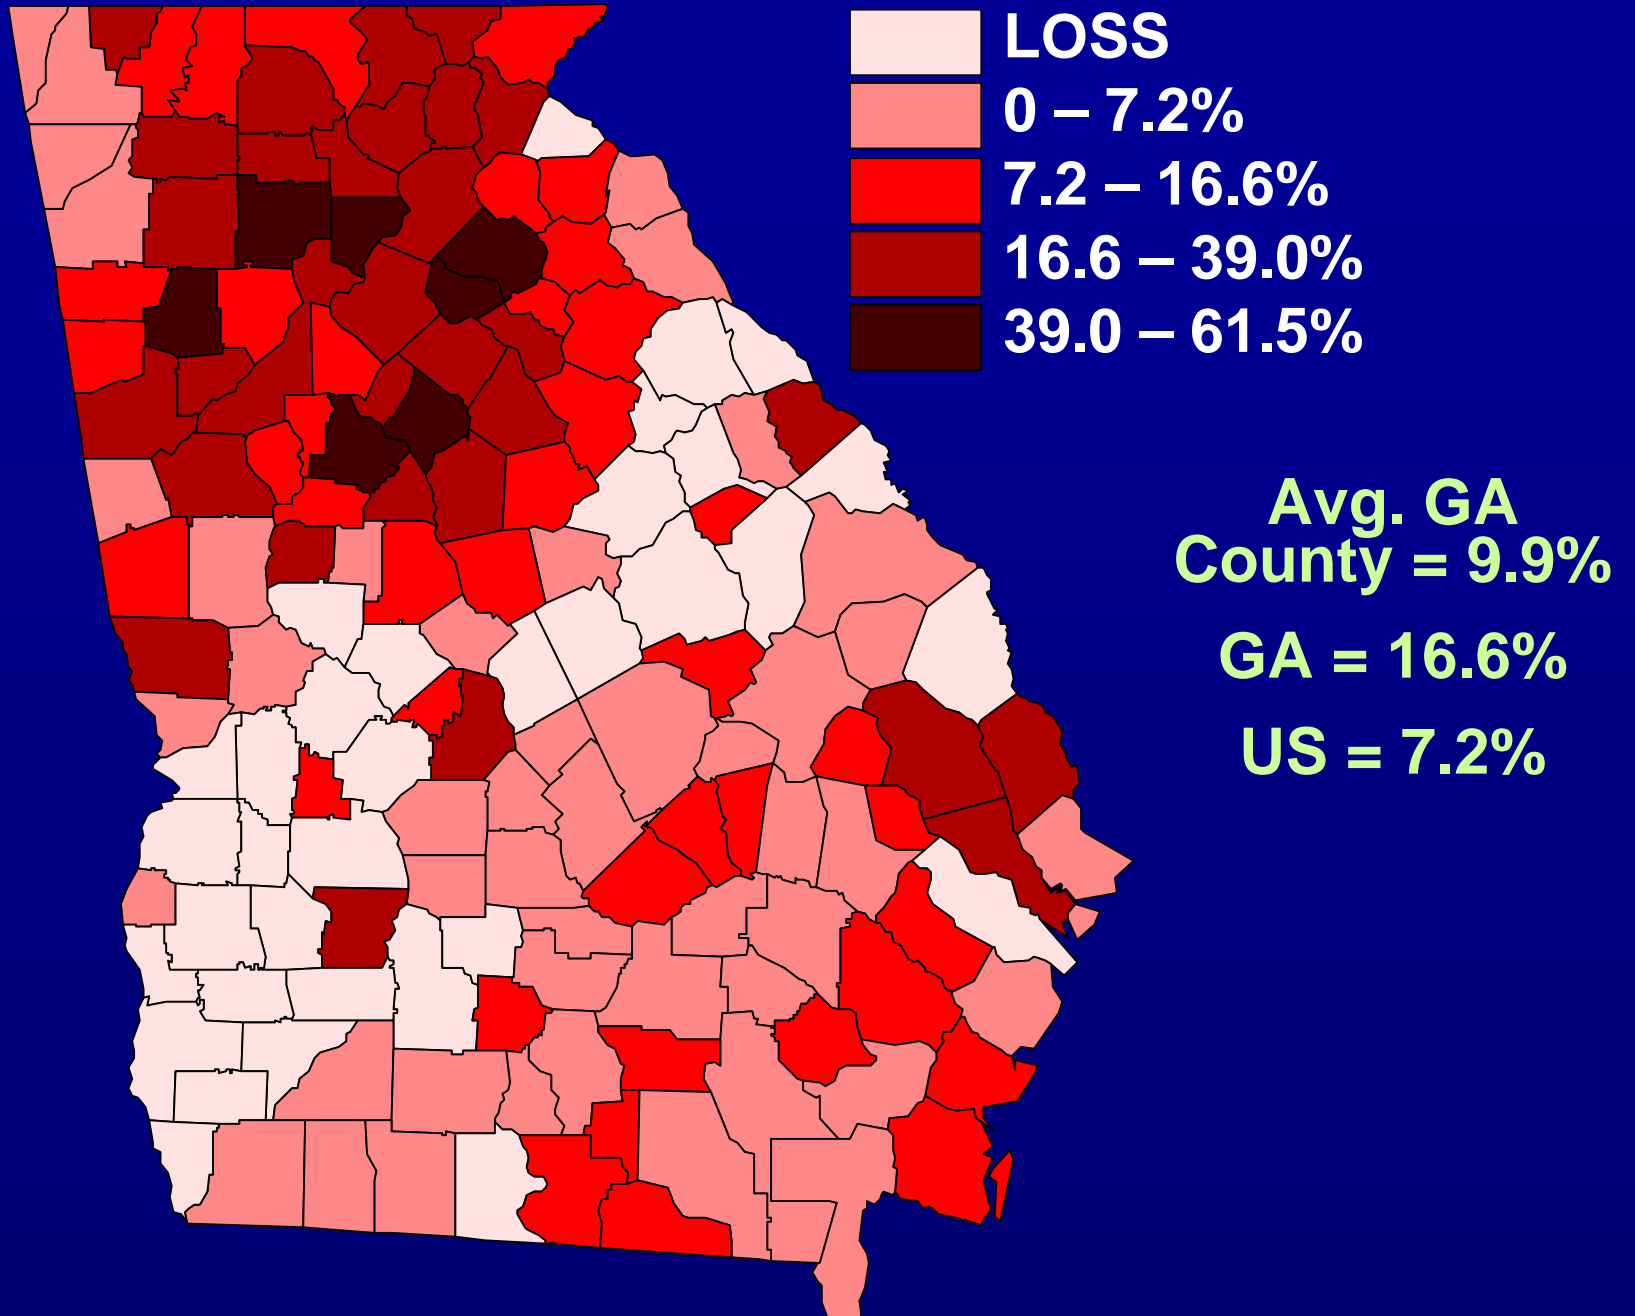 LOSS
0 – 7.2%
7.2 – 16.6%
16.6 – 39.0%
39.0 – 61.5%
Avg. GA
County = 9.9%
GA = 16.6%
US = 7.2%